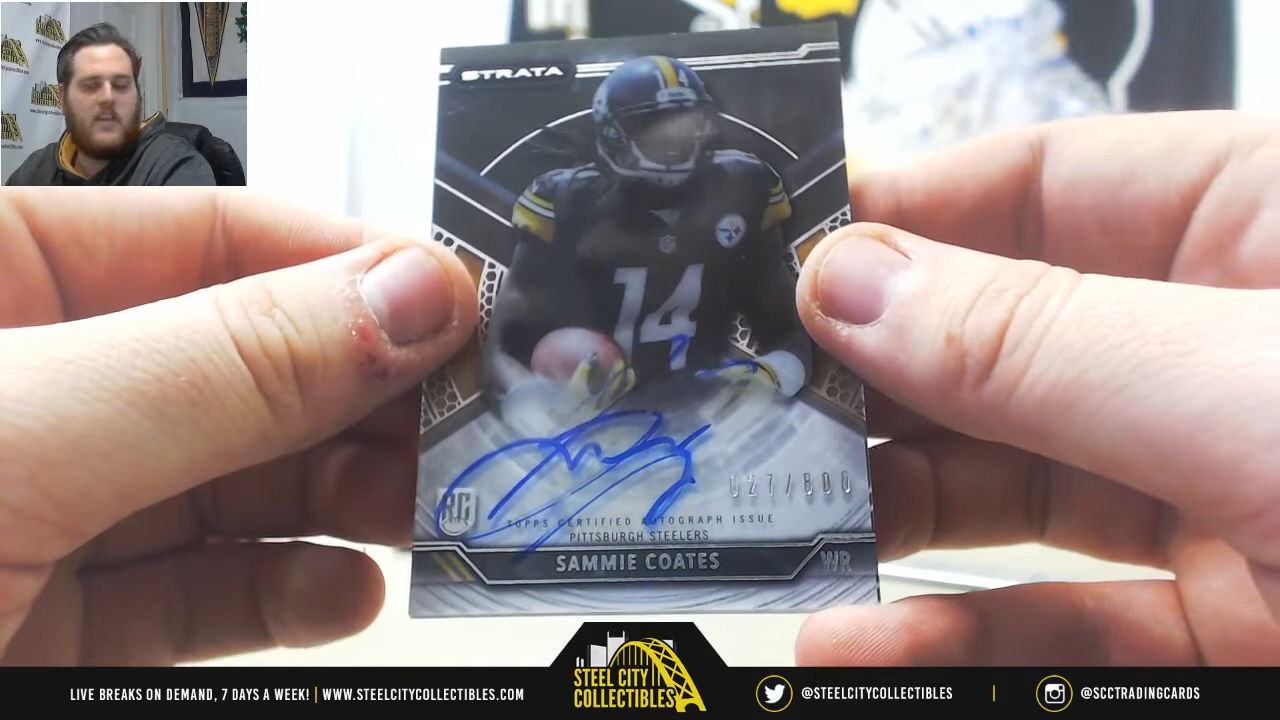 STRATA
14
14
027/800
RC
TOPPS CERTIFIED AUTOGRAPH ISSUE
PITTSBURGH STEELERS
SAMMIE COATES
WR
STEEL CITY
COLLECTIBLES
LIVE BREAKS ON DEMAND, 7 DAYS A WEEK! | WWW.STEELCITYCOLLECTIBLES.COM
@STEELCITYCOLLECTIBLES | @SCCTRADINGCARDS